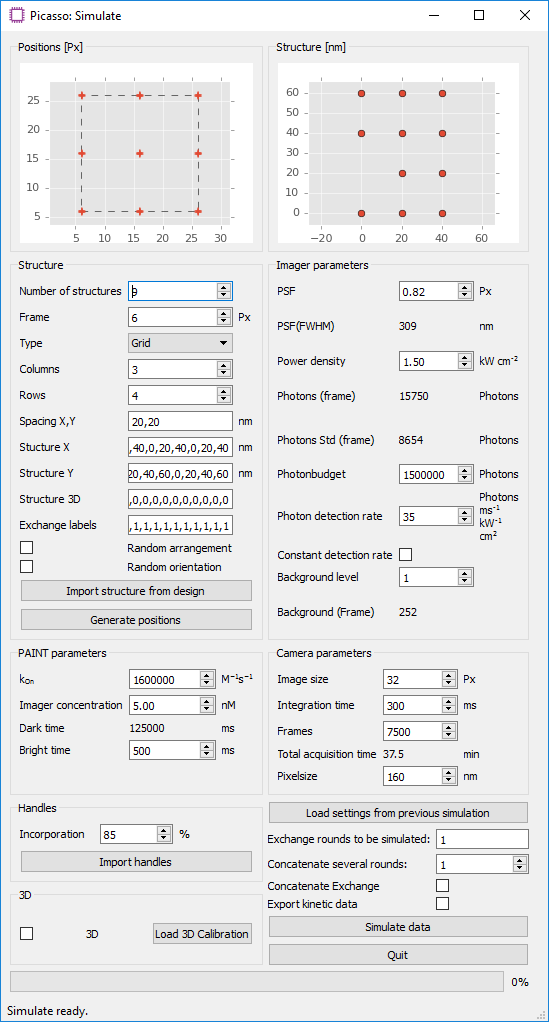 Picasso: Simulate
Positions [Px]
25
20
15
10
5
5 10 15 20 25 30
Structure [nm]
60
50
40
30
20
10
0
−20 0 20 40 60
Structure
Number of structures 9
Frame 6 Px
Type Grid
Columns 3
Rows 4
Spacing X,Y 20,20 nm
Stucture X ,40,0,20,40,0,20,40 nm
Structure Y 20,40,60,0,20,40,60 nm
Structure 3D ,0,0,0,0,0,0,0,0,0,0
Exchange labels ,1,1,1,1,1,1,1,1,1,1
Random arrangement
Random orientation
Import structure from design
Generate positions
Imager parameters
PSF 0.82 Px
PSF(FWHM) 309 nm
Power density 1.50 kW cm⁻²
Photons (frame) 15750 Photons
Photons Std (frame) 8654 Photons
Photonbudget 1500000 Photons
Photon detection rate 35 Photons
ms⁻¹
kW⁻¹
cm²
Constant detection rate
Background level 1
Background (Frame) 252
PAINT parameters
kₒₙ 1600000 M⁻¹s⁻¹
Imager concentration 5.00 nM
Dark time 125000 ms
Bright time 500 ms
Camera parameters
Image size 32 Px
Integration time 300 ms
Frames 7500
Total acquisition time 37.5 min
Pixelsize 160 nm
Handles
Incorporation 85 %
Import handles
3D
3D Load 3D Calibration
Load settings from previous simulation
Exchange rounds to be simulated: 1
Concatenate several rounds: 1
Concatenate Exchange
Export kinetic data
Simulate data
Quit
0%
Simulate ready.